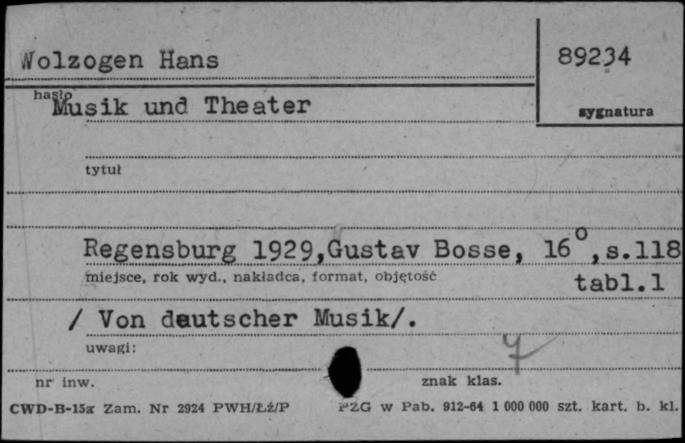 Wolzogen Hans
89234
hasło
Musik und Theater
sygnatura
tytuł
Regensburg 1929,Gustav Bosse, 16°,s.118
miejsce, rok wyd., nakładca, format, objętość
tabl.1
/ Von deutscher Musik/.
uwagi:
7
nr inw.
znak klas.
CWD-B-15x Zam. Nr 2924 PWH/Łź/P PZG w Pab. 912-64 1 000 000 szt. kart. b. kl.